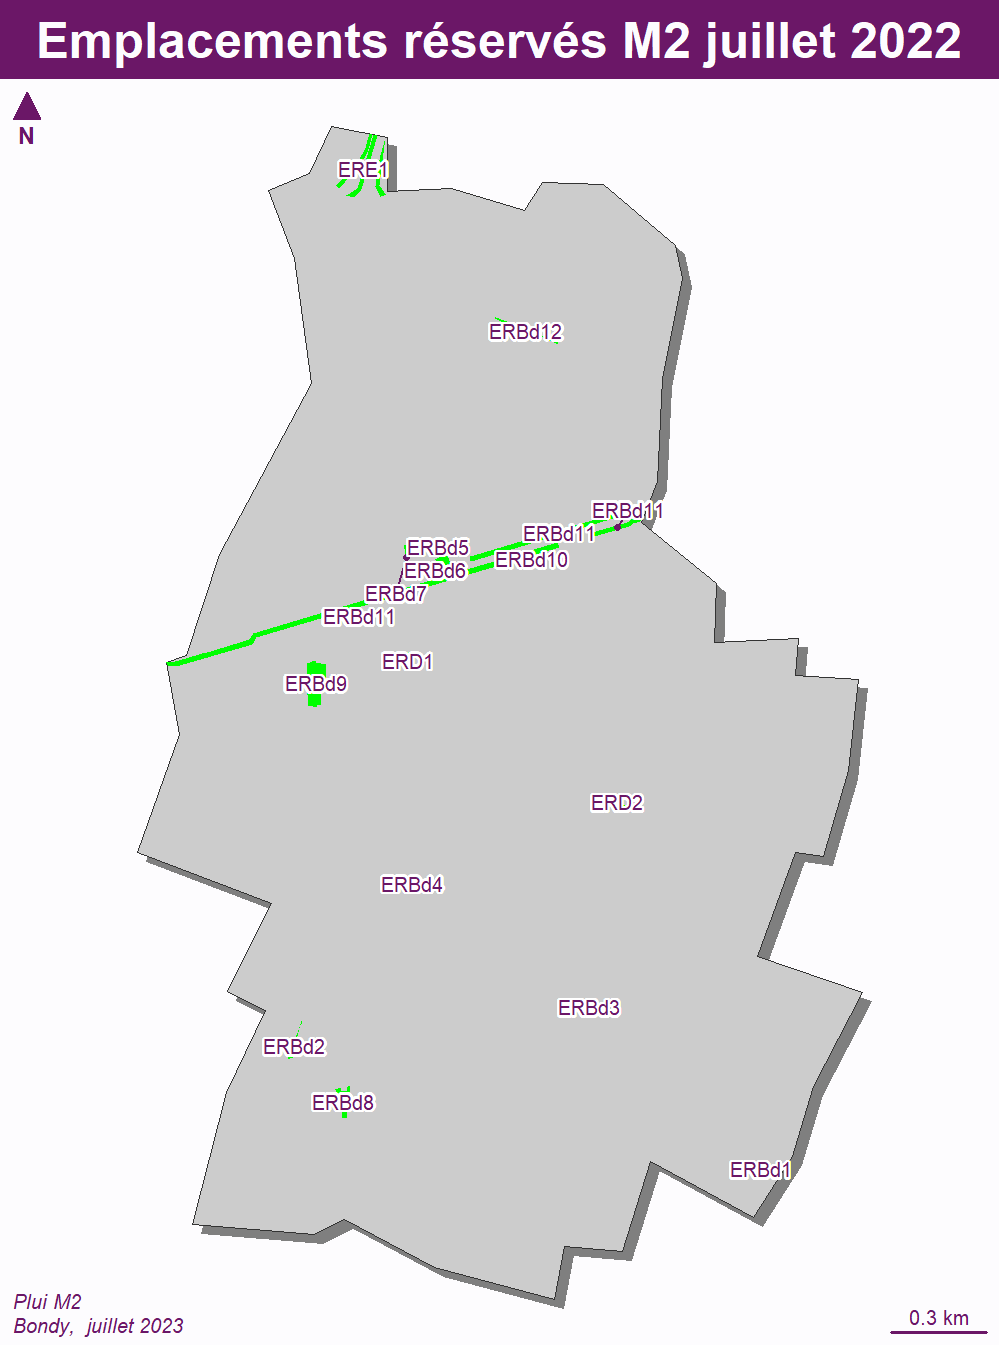 Emplacements réservés M2 juillet 2022
N
ERE1
ERBd12
ERBd11
ERBd11
ERBd5
ERBd10
ERBd6
ERBd7
ERBd11
ERD1
ERBd9
ERD2
ERBd4
ERBd3
ERBd2
ERBd8
ERBd1
Plui M2
Bondy,  juillet 2023
0.3 km